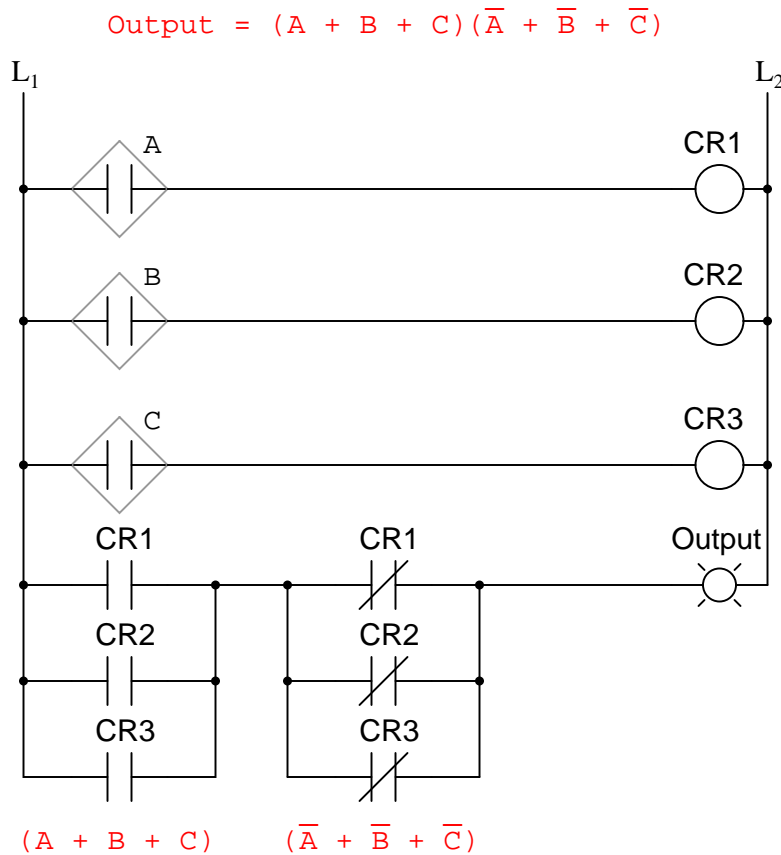 Output = (A + B + C)(A̅ + B̅ + C̅)
L₁ L₂
A CR1
B CR2
C CR3
CR1 CR1 Output
CR2 CR2
CR3 CR3
(A + B + C) (A̅ + B̅ + C̅)